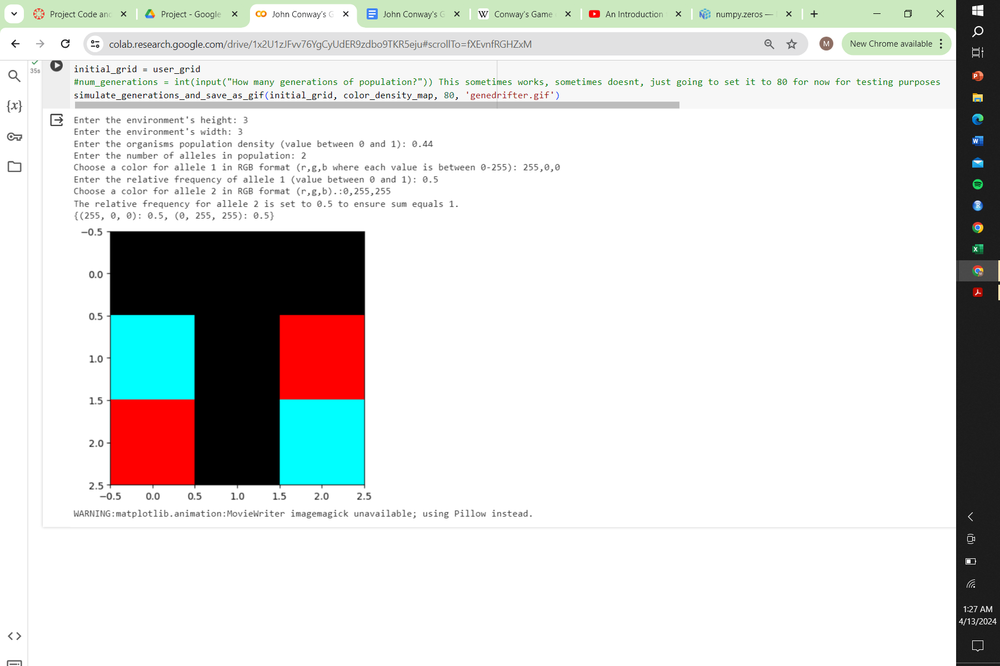 Project Code and
Project - Google
John Conway's G
John Conway's G
Conway's Game
An Introduction
numpy.zeros —
colab.research.google.com/drive/1x2U1zJFvv76YgCyUdER9zdbo9TKR5eju#scrollTo=fXEvnfRGHZxM
M
New Chrome available
35s
initial_grid = user_grid
#num_generations = int(input("How many generations of population?")) This sometimes works, sometimes doesnt, just going to set it to 80 for now for testing purposes
simulate_generations_and_save_as_gif(initial_grid, color_density_map, 80, 'genedrifter.gif')
{x}
Enter the environment's height: 3
Enter the environment's width: 3
Enter the organisms population density (value between 0 and 1): 0.44
Enter the number of alleles in population: 2
Choose a color for allele 1 in RGB format (r,g,b where each value is between 0-255): 255,0,0
Enter the relative frequency of allele 1 (value between 0 and 1): 0.5
Choose a color for allele 2 in RGB format (r,g,b).:0,255,255
The relative frequency for allele 2 is set to 0.5 to ensure sum equals 1.
{(255, 0, 0): 0.5, (0, 255, 255): 0.5}
−0.5
0.0
0.5
1.0
1.5
2.0
2.5
−0.5 0.0 0.5 1.0 1.5 2.0 2.5
WARNING:matplotlib.animation:MovieWriter imagemagick unavailable; using Pillow instead.
1:27 AM
4/13/2024